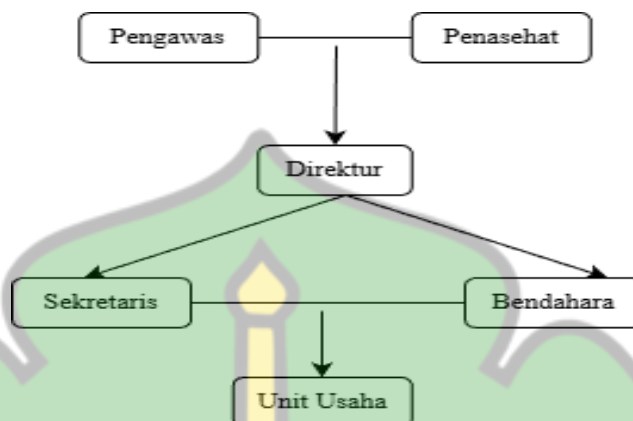 Pengawas
Penasehat
Direktur
Sekretaris
Bendahara
Unit Usaha